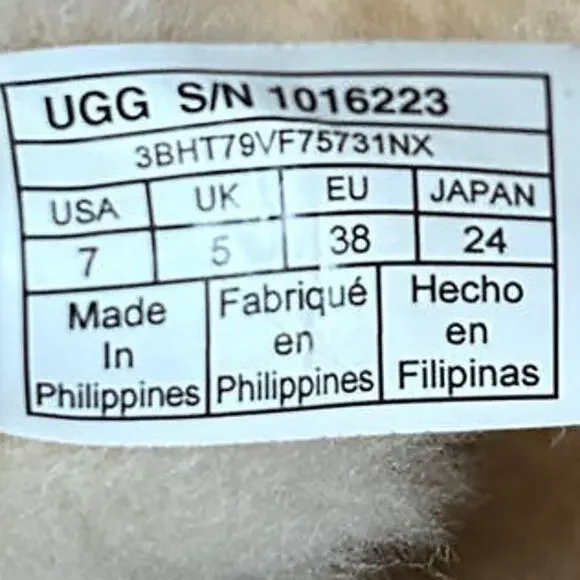 UGG S/N 1016223
3BHT79VF75731NX
USA UK EU JAPAN
7 5 38 24
Made In Philippines
Fabriqué en Philippines
Hecho en Filipinas